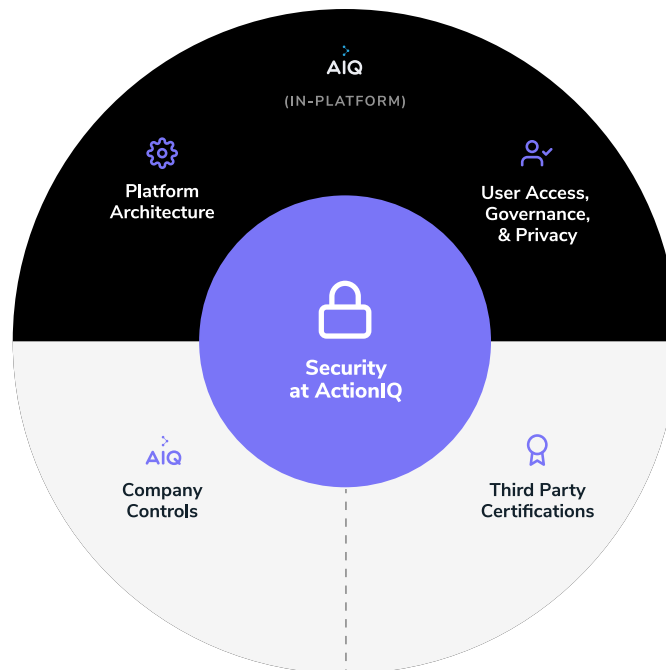 AIQ
(IN-PLATFORM)
Platform
Architecture
User Access,
Governance,
& Privacy
Security
at ActionIQ
AIQ
Company
Controls
Third Party
Certifications